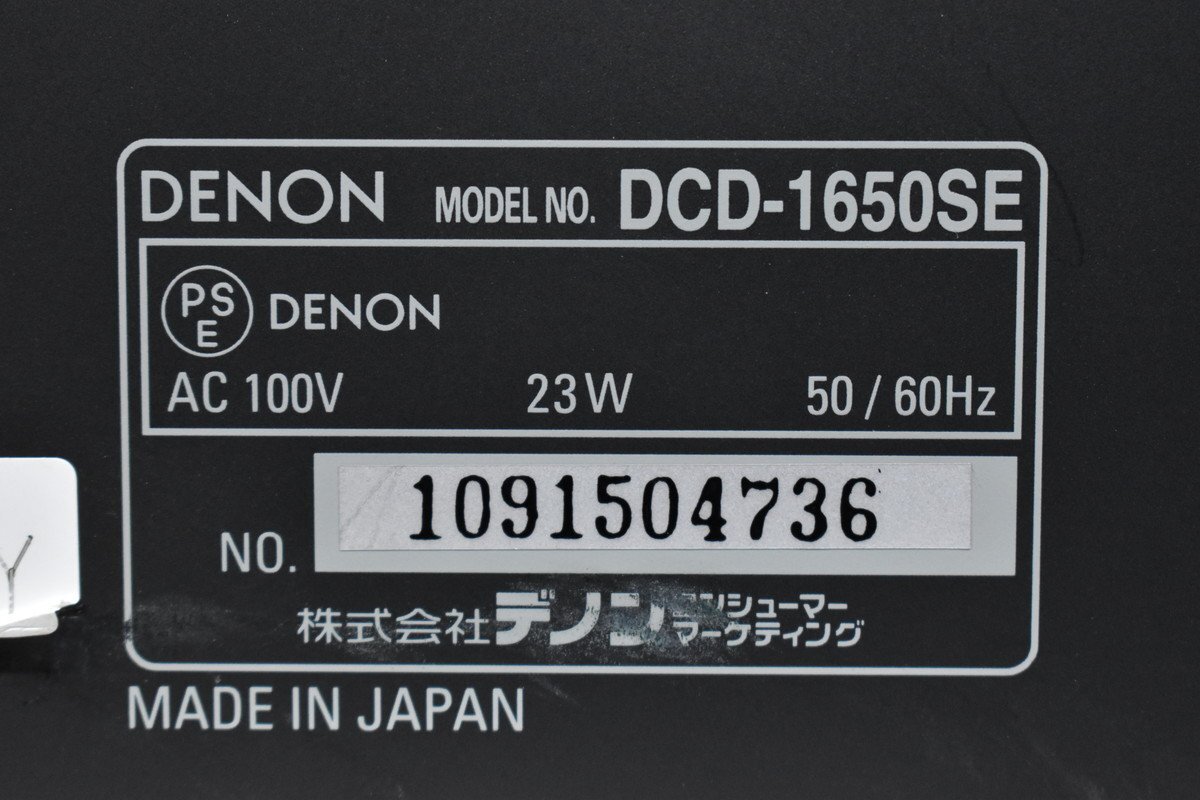 DENON MODEL NO. DCD-1650SE
PS
E
DENON
AC 100V 23W 50 / 60Hz
NO. 1091504736
株式会社デノン コンシューマー
マーケティング
MADE IN JAPAN
Y